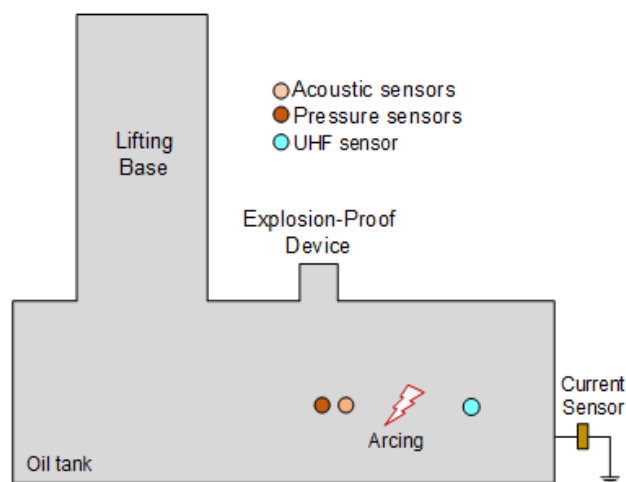 Acoustic sensors
Pressure sensors
UHF sensor
Lifting
Base
Explosion-Proof
Device
Current
Sensor
Arcing
Oil tank